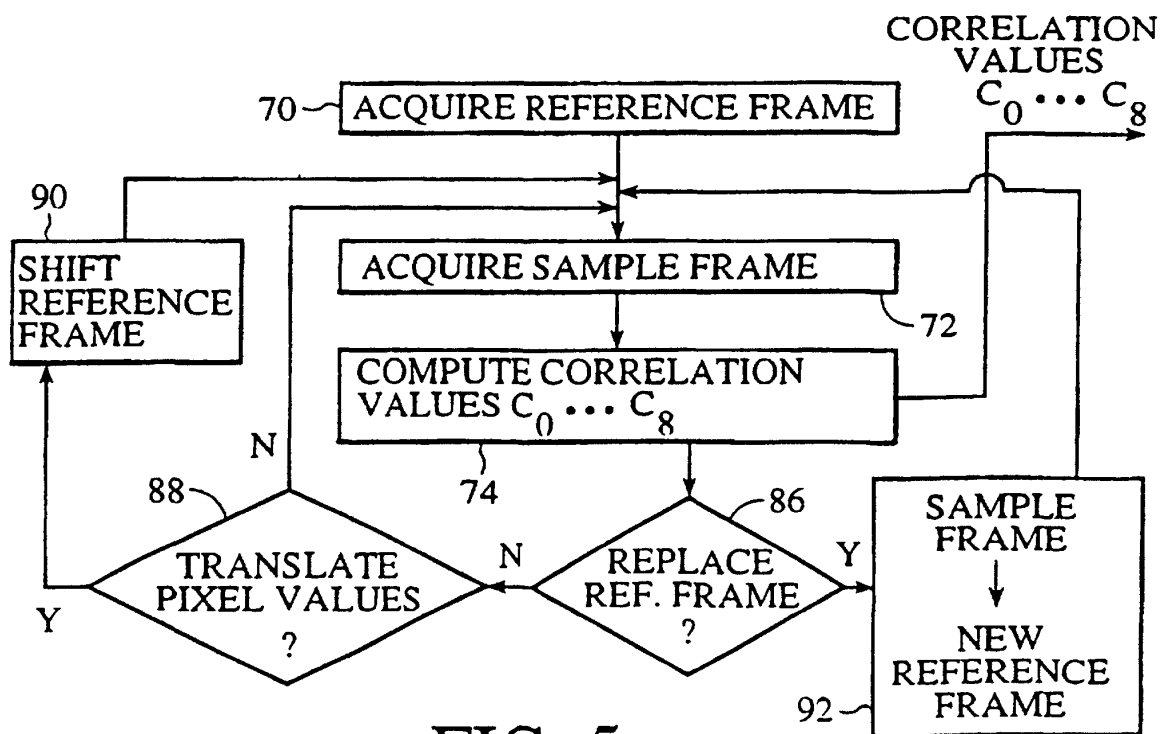 CORRELATION
VALUES
C0 ••• C8
70
ACQUIRE REFERENCE FRAME
90
SHIFT
REFERENCE
FRAME
ACQUIRE SAMPLE FRAME
72
COMPUTE CORRELATION
VALUES C0 ••• C8
74
N
88
TRANSLATE
PIXEL VALUES
?
Y
N
86
REPLACE
REF. FRAME
?
Y
SAMPLE
FRAME
NEW
REFERENCE
FRAME
92
FIG. 5